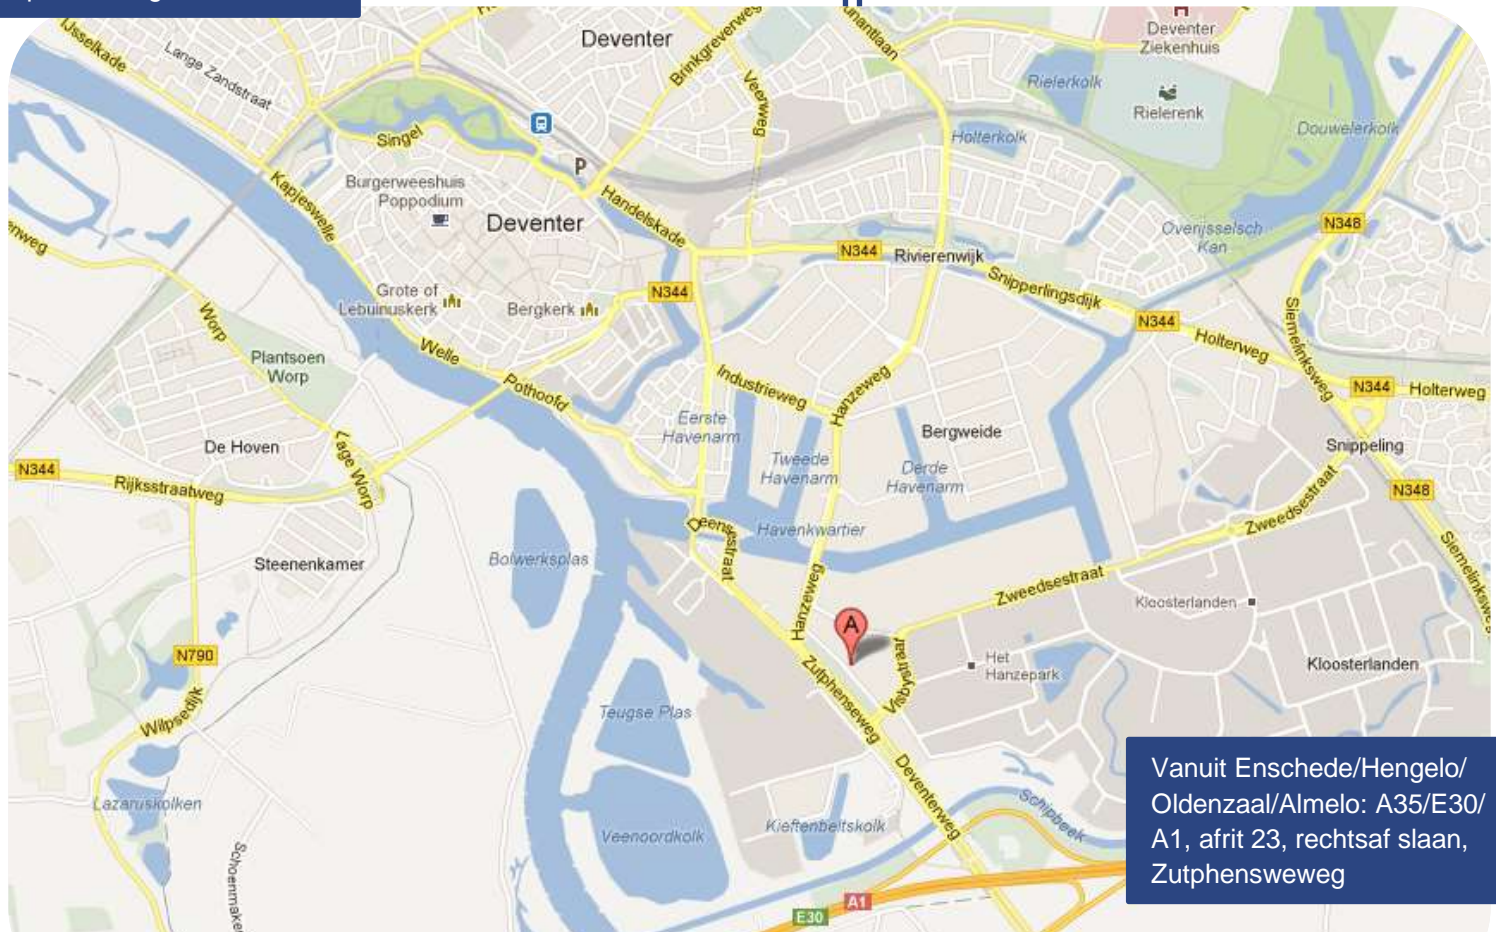 Deventer
Deventer
Ziekenhuis
IJsselkade
Lange Zandstraat
Brinkgreverweg
Veenweg
Rielerkolk
Rielerenk
Douwelerkolk
Holterkolk
Singel
P
Burgerweeshuis
Poppodium
Kapjeswelle
Handelskade
Deventer
N344
Rivierenwijk
Overijsselsch
Kan
N348
Snipperlingsdijk
N344
Grote of
Lebuinuskerk
Bergkerk
N344
Holterweg
Siemelinksweg
Worp
Plantsoen
Worp
Welle
Pothoofd
Industrieweg
Hanzeweg
N344
Holterweg
De Hoven
Eerste
Havenarm
Bergweide
Snippeling
Lage Worp
Tweede
Havenarm
Derde
Havenarm
N344
Rijksstraatweg
N348
Zweedsestraat
Deensestraat
Havenkwartier
Steenenkamer
Bolwerksplas
Siemelinksweg
Zweedsestraat
Hanzeweg
Kloosterlanden
A
N790
Het
Hanzepark
Kloosterlanden
Zutphenseweg
Visbystraat
Wilpsedijk
Teugse Plas
Deventerweg
Lazaruskolken
Veenoordkolk
Kieftenbeltskolk
Schipbeek
A1
E30
Vanuit Enschede/Hengelo/
Oldenzaal/Almelo: A35/E30/
A1, afrit 23, rechtsaf slaan,
Zutphensweweg